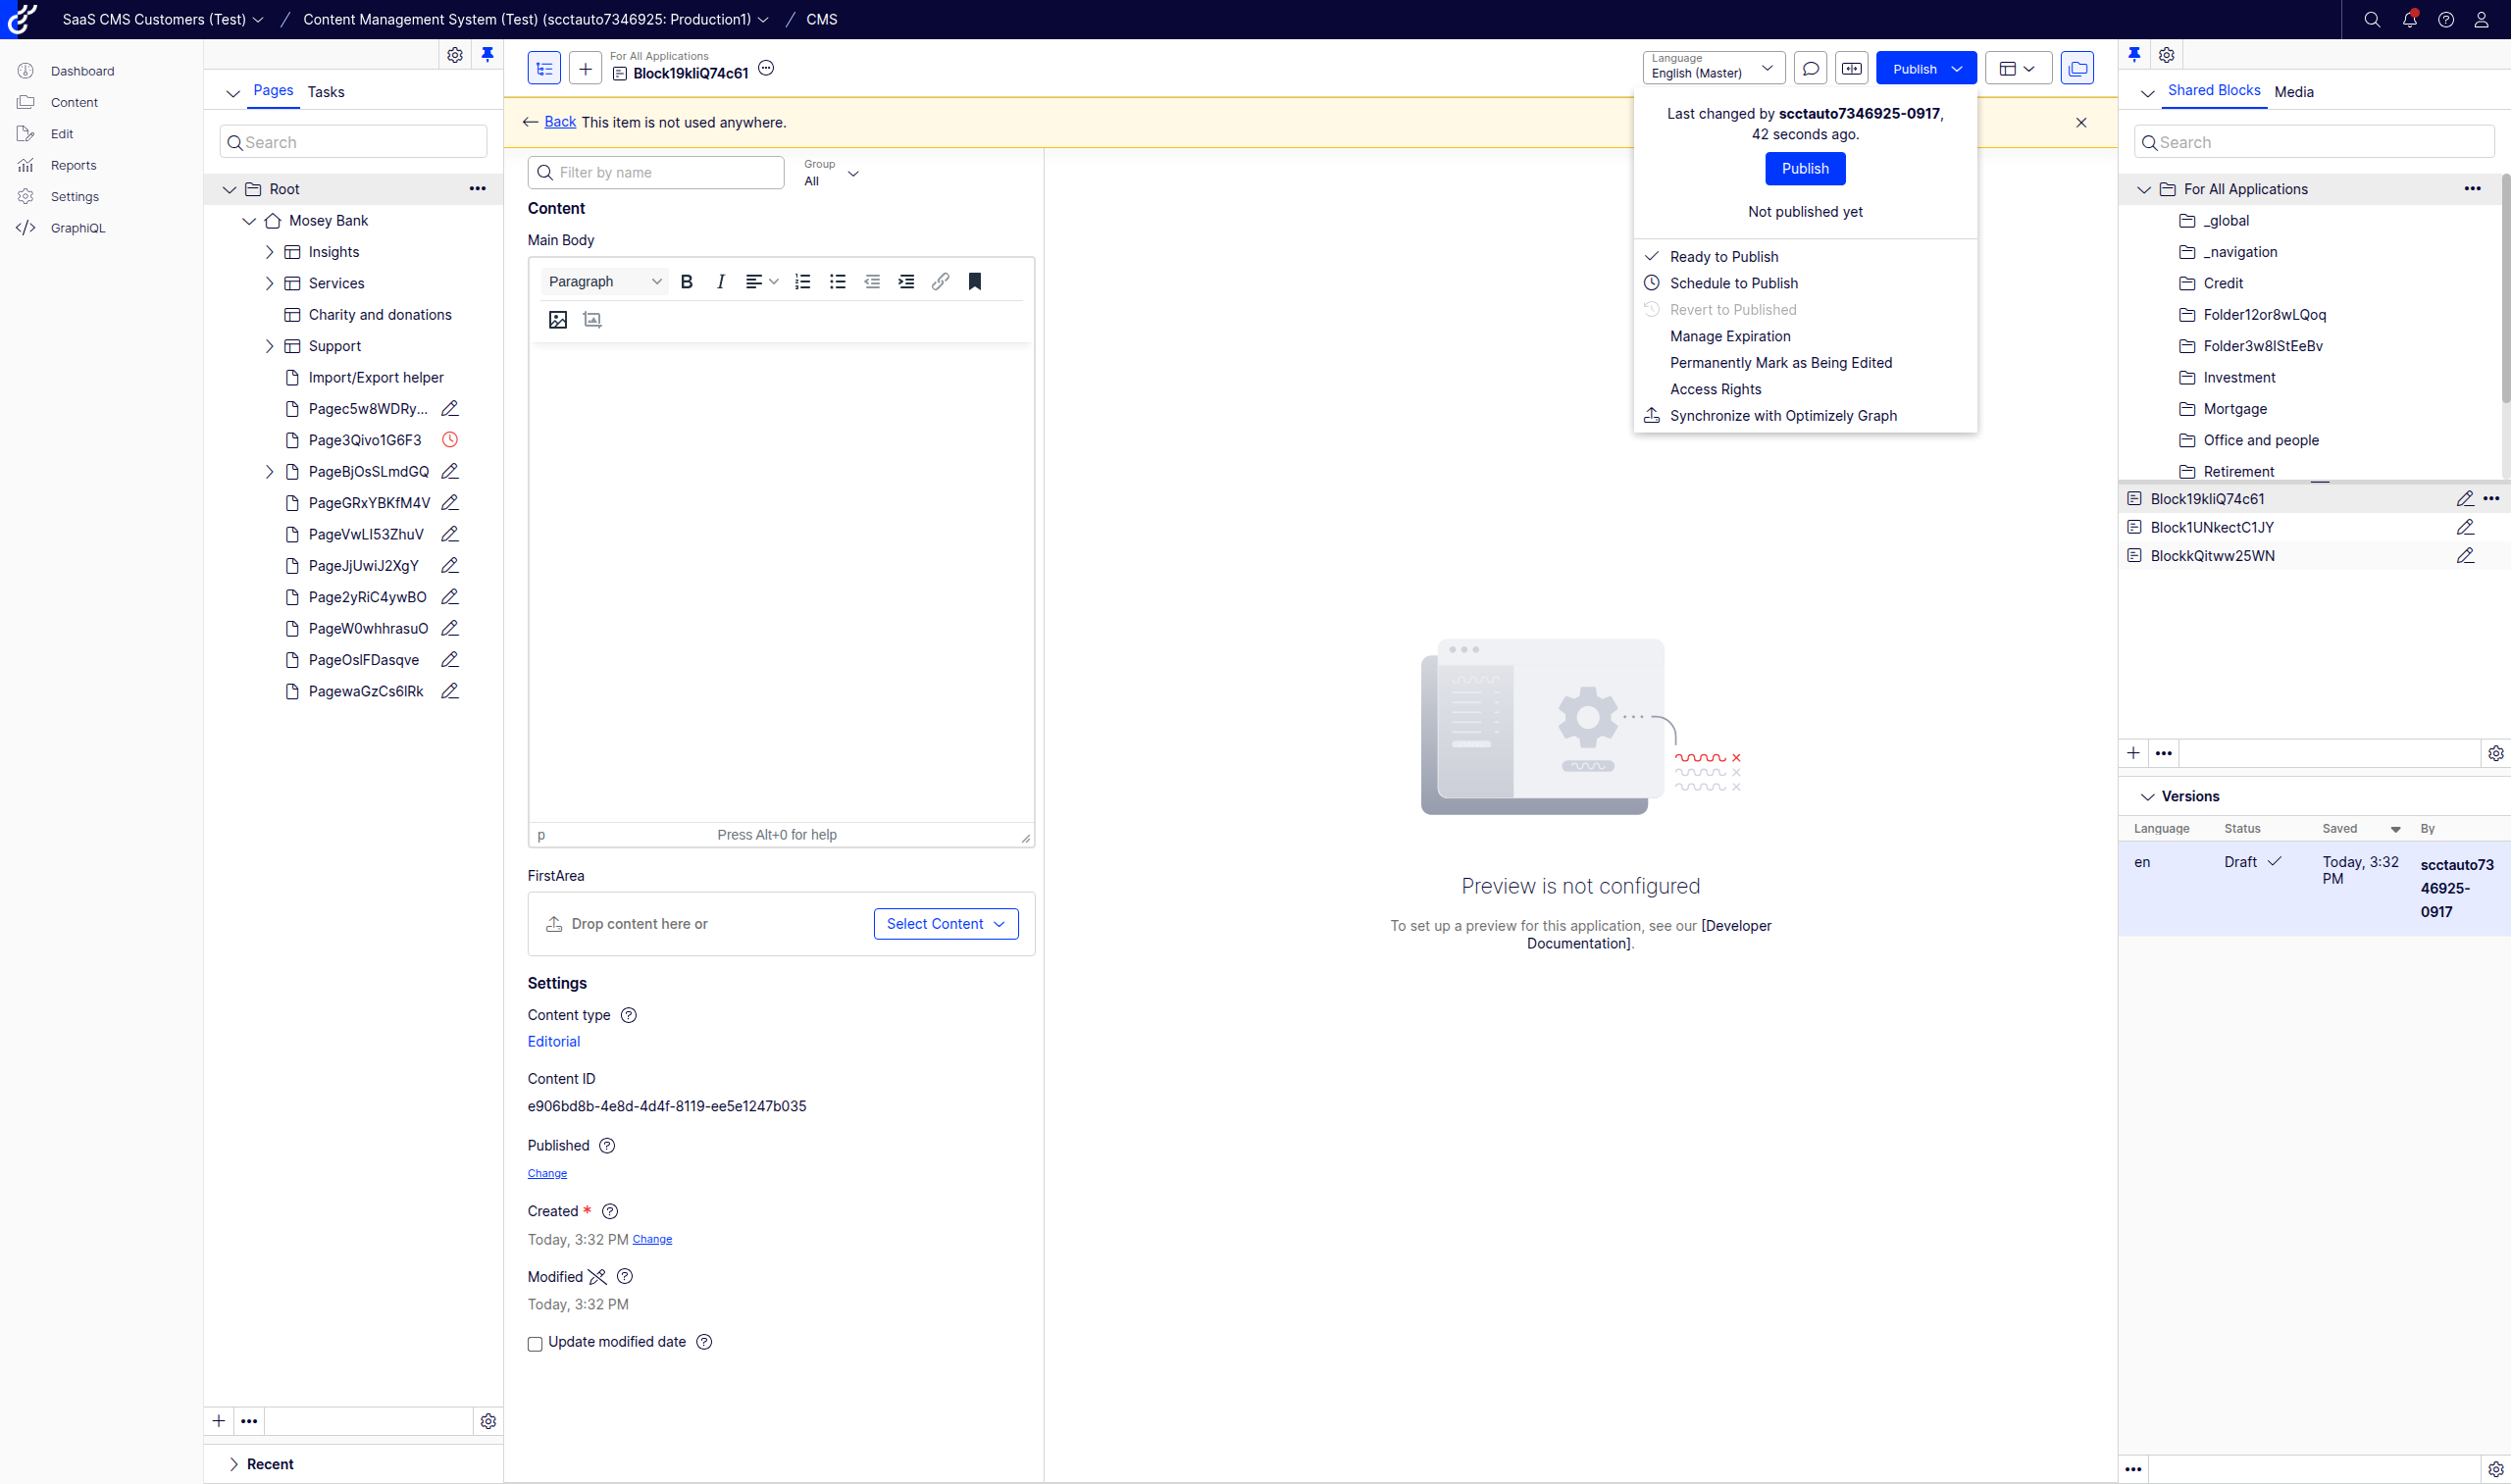 SaaS CMS Customers (Test) / Content Management System (Test) (scctauto7346925: Production1) / CMS
Dashboard
Content
Edit
Reports
Settings
GraphiQL
Pages Tasks
Search
Root
Mosey Bank
Insights
Services
Charity and donations
Support
Import/Export helper
Pagec5w8WDRy...
Page3Qivo1G6F3
PageBjOsSLmdGQ
PageGRxYBKfM4V
PageVwLI53ZhuV
PageJjUwiJ2XgY
Page2yRiC4ywBO
PageW0whhrasuO
PageOsIFDasqve
PagewaGzCs6IRk
Recent
For All Applications
Block19kIiQ74c61
Language
English (Master)
Publish
Back This item is not used anywhere.
Filter by name
Group
All
Content
Main Body
Paragraph
B I
p Press Alt+0 for help
FirstArea
Drop content here or Select Content
Settings
Content type
Editorial
Content ID
e906bd8b-4e8d-4d4f-8119-ee5e1247b035
Published
Change
Created *
Today, 3:32 PM Change
Modified
Today, 3:32 PM
Update modified date
Last changed by scctauto7346925-0917,
42 seconds ago.
Publish
Not published yet
Ready to Publish
Schedule to Publish
Revert to Published
Manage Expiration
Permanently Mark as Being Edited
Access Rights
Synchronize with Optimizely Graph
Preview is not configured
To set up a preview for this application, see our [Developer
Documentation].
Shared Blocks Media
Search
For All Applications
_global
_navigation
Credit
Folder12or8wLQoq
Folder3w8lStEeBv
Investment
Mortgage
Office and people
Retirement
Block19kIiQ74c61
Block1UNkectC1JY
BlockkQitww25WN
Versions
Language Status Saved By
en Draft Today, 3:32
PM
scctauto73
46925-
0917